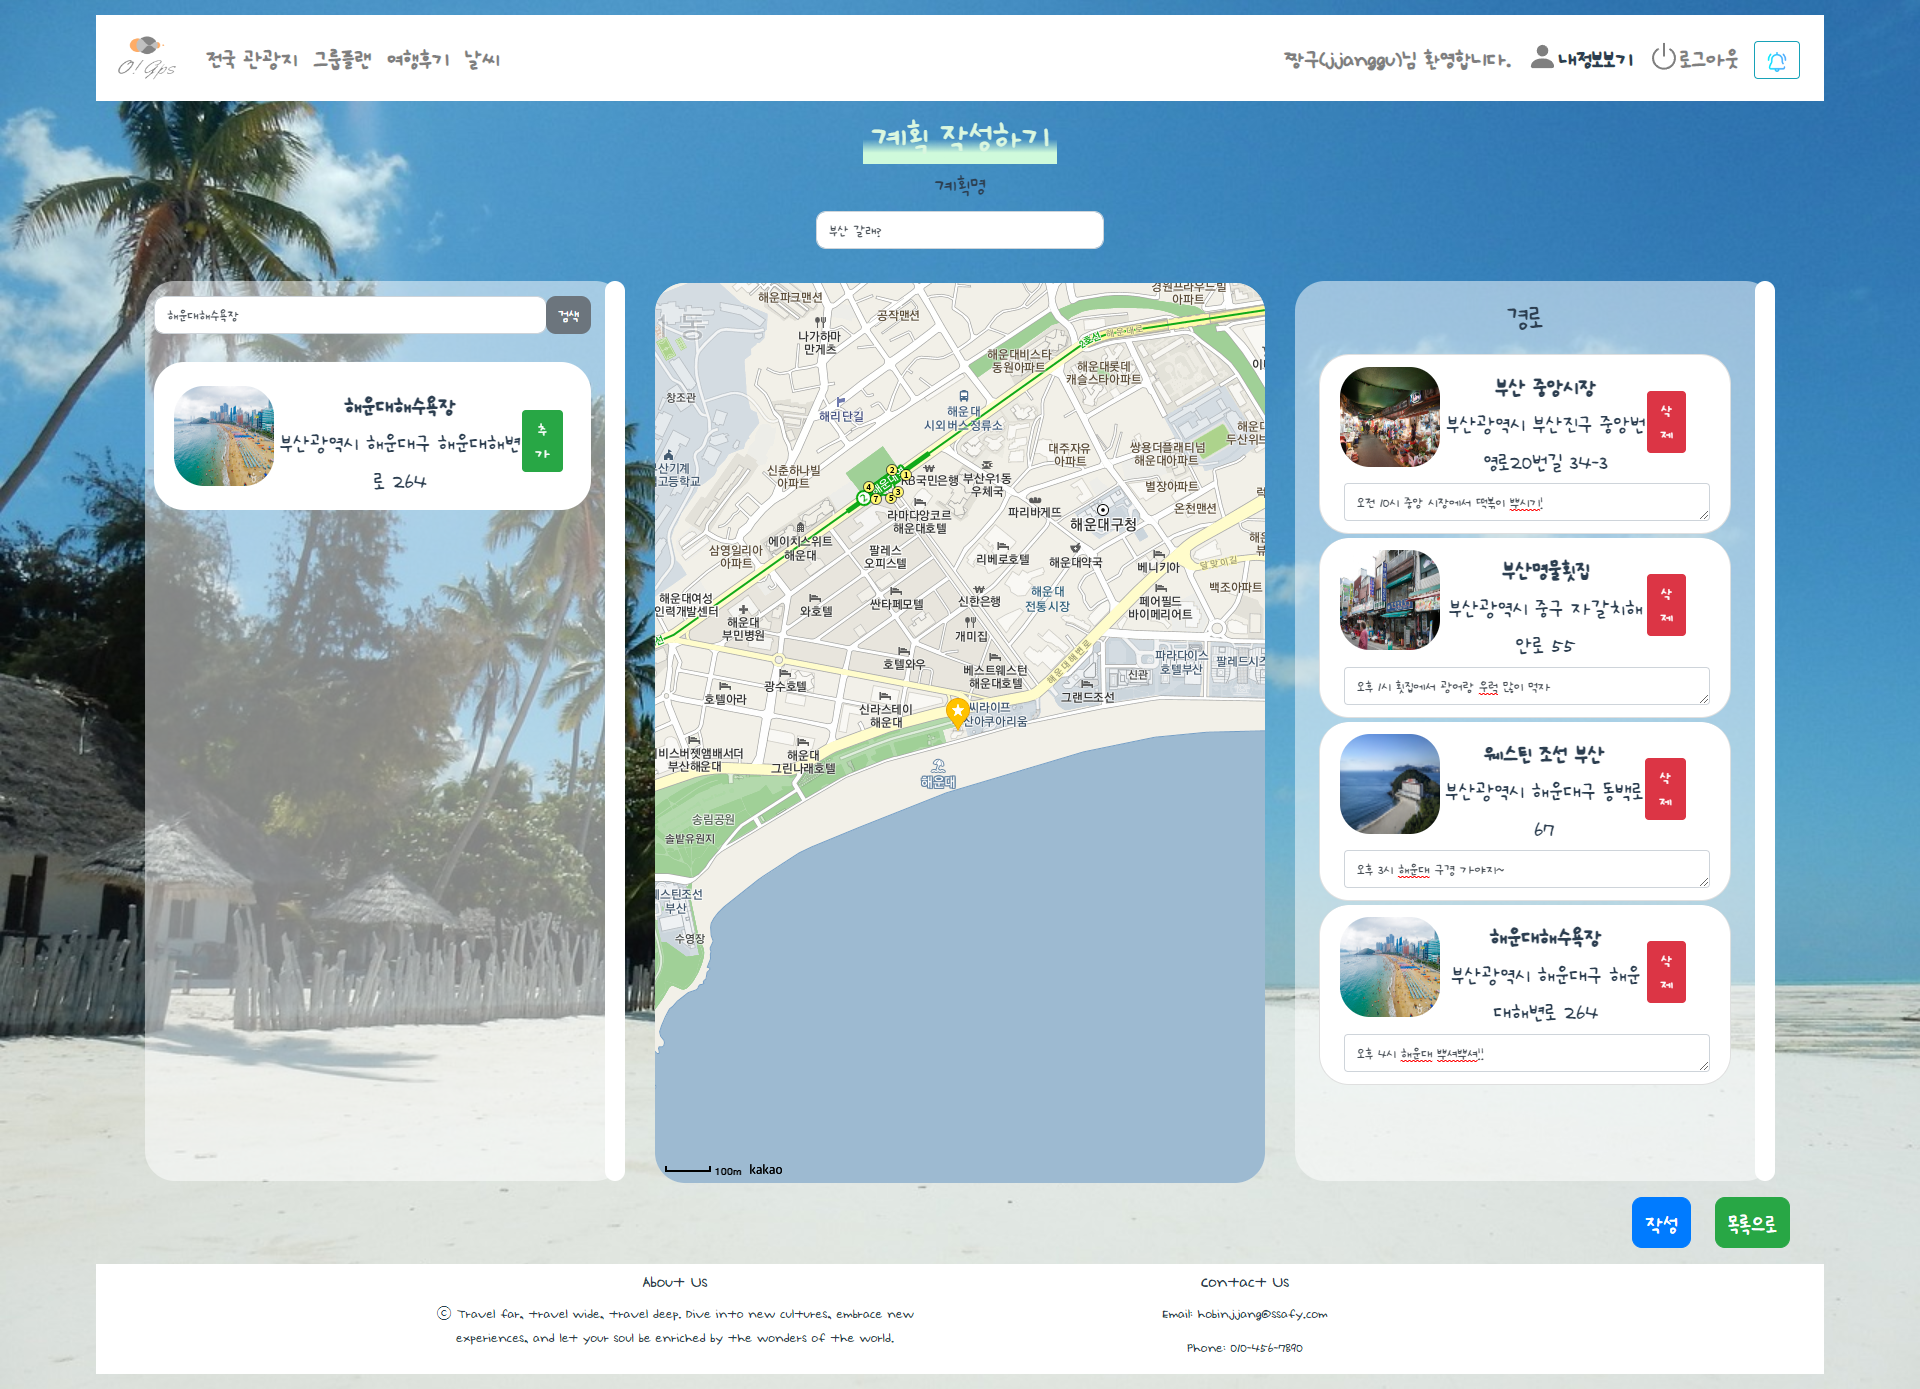 O! Gps
전국 관광지 그룹플랜 여행후기 날씨
짱구(jjanggu)님 환영합니다. 내정보보기 로그아웃
계획 작성하기
계획명
부산 갈래?
해운대해수욕장 검색
해운대해수욕장
부산광역시 해운대구 해운대해변
로 264
추
가
해운파크맨션
공작맨션
아파트
나가하마
만게츠
2호선
해운대로
해운대비스타
동원아파트
해운대롯데
캐슬스타아파트
창조관
해리단길
해운대
시외버스정류소
대주자유
아파트
쌍용더플래티넘
해운대아파트
신춘하나빌
아파트
KB국민은행
부산우1동
우체국
별장아파트
라마다앙코르
해운대호텔
파리바게뜨
해운대구청
온천맨션
에이치스위트
해운대
삼영일리아
아파트
팔레스
오피스텔
리베로호텔
해운대약국
베니키아
달맞이길
백조아파트
해운대여성
인력개발센터
와호텔
싼타페모텔
신한은행
해운대
전통시장
페어필드
바이메리어트
해운대
부민병원
개미집
호텔와우
베스트웨스턴
해운대호텔
해운대해변로
파라다이스
호텔부산
신관
그랜드조선
광수호텔
호텔아라
신라스테이
해운대
씨라이프
산아쿠아리움
비스버젯앰배서더
부산해운대
해운대
그린나래호텔
해운대
송림공원
솔밭유원지
웨스틴조선
부산
수영장
100m kakao
경로
부산 중앙시장
부산광역시 부산진구 중앙번
영로20번길 34-3
삭
제
오전 10시 중앙 시장에서 떡볶이 뿌시기!
부산명물횟집
부산광역시 중구 자갈치해
안로 55
삭
제
오후 1시 횟집에서 광어랑 우럭 많이 먹자
웨스틴 조선 부산
부산광역시 해운대구 동백로
67
삭
제
오후 3시 해운대 구경 가야지~
해운대해수욕장
부산광역시 해운대구 해운
대해변로 264
삭
제
오후 4시 해운대 뿌셔뿌셔!!
작성 목록으로
About Us
ⓒ Travel far, travel wide, travel deep. Dive into new cultures, embrace new
experiences, and let your soul be enriched by the wonders of the world.
Contact Us
Email: hobinjjang@ssafy.com
Phone: 010-456-7890